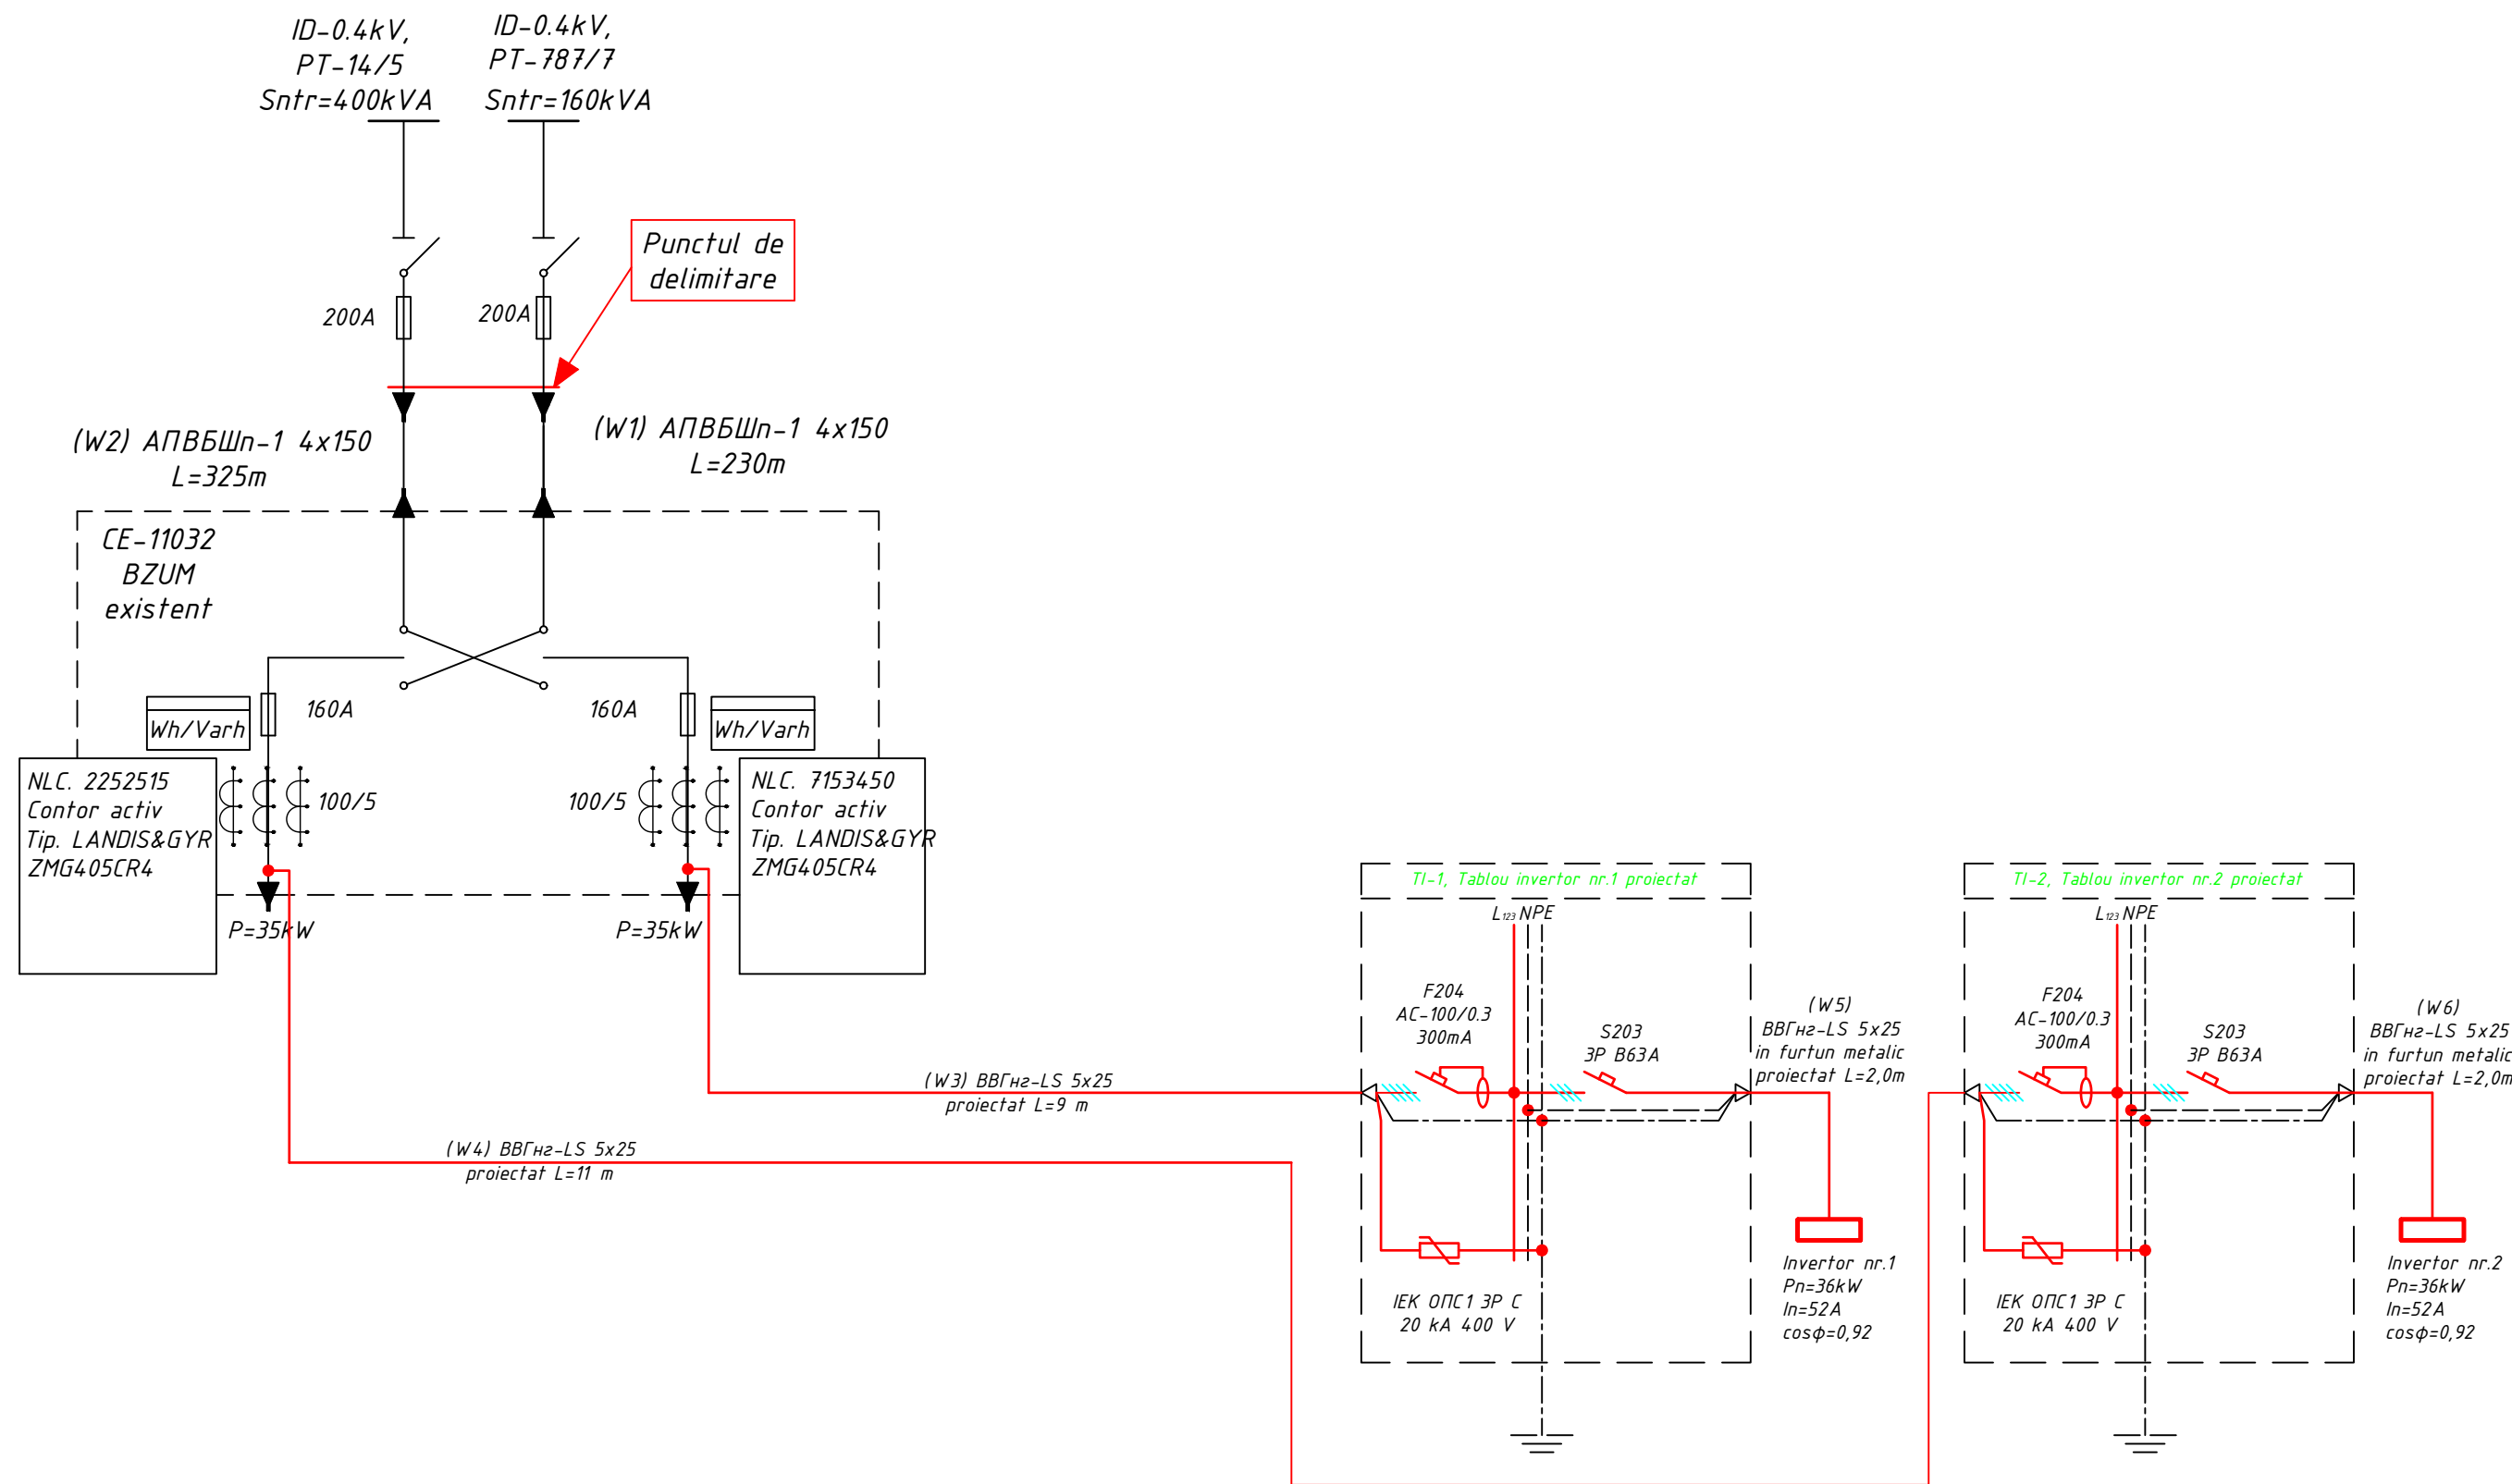 ID-0.4kV,
PT-14/5
Sntr=400kVA
ID-0.4kV,
PT-787/7
Sntr=160kVA
Punctul de
delimitare
200A
200A
(W2) АПВБШп-1 4x150
L=325m
(W1) АПВБШп-1 4x150
L=230m
CE-11032
BZUM
existent
Wh/Varh
160A
160A
Wh/Varh
NLC. 2252515
Contor activ
Tip. LANDIS&GYR
ZMG405CR4
100/5
100/5
NLC. 7153450
Contor activ
Tip. LANDIS&GYR
ZMG405CR4
P=35kW
P=35kW
(W3) ВВГнг-LS 5x25
proiectat L=9 m
(W4) ВВГнг-LS 5x25
proiectat L=11 m
TI-1, Tablou invertor nr.1 proiectat
L123 NPE
F204
AC-100/0.3
300mA
S203
3P B63A
(W5)
ВВГнг-LS 5x25
in furtun metalic
proiectat L=2,0m
IEK ОПС1 3P C
20 kA 400 V
Invertor nr.1
Pn=36kW
In=52A
cosφ=0,92
TI-2, Tablou invertor nr.2 proiectat
L123 NPE
F204
AC-100/0.3
300mA
S203
3P B63A
(W6)
ВВГнг-LS 5x25
in furtun metalic
proiectat L=2,0m
IEK ОПС1 3P C
20 kA 400 V
Invertor nr.2
Pn=36kW
In=52A
cosφ=0,92